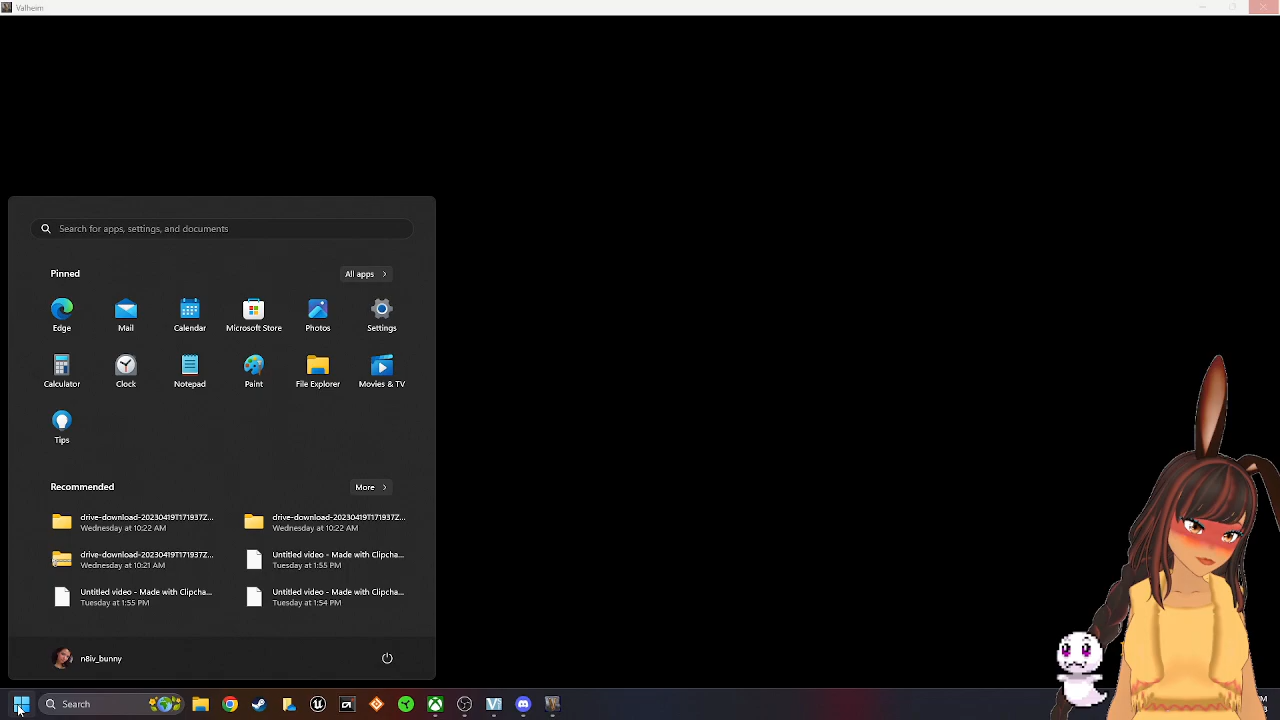 Valheim
Search for apps, settings, and documents
Pinned
All apps
Edge
Mail
Calendar
Microsoft Store
Photos
Settings
Calculator
Clock
Notepad
Paint
File Explorer
Movies & TV
Tips
Recommended
More
drive-download-20230419T171937Z...
Wednesday at 10:22 AM
drive-download-20230419T171937Z...
Wednesday at 10:22 AM
drive-download-20230419T171937Z...
Wednesday at 10:21 AM
Untitled video - Made with Clipcha...
Tuesday at 1:55 PM
Untitled video - Made with Clipcha...
Tuesday at 1:55 PM
Untitled video - Made with Clipcha...
Tuesday at 1:54 PM
n8iv_bunny
Search